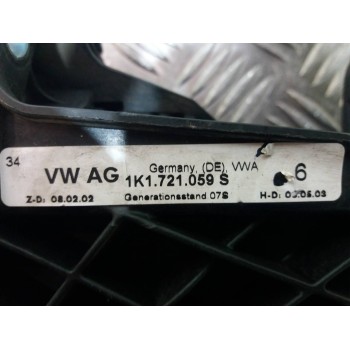 34
Germany, (DE), VWA
VW AG 1K1.721.059 S 6
Z-D: 08.02.02 Generationsstand 07S H-D: 02.05.03